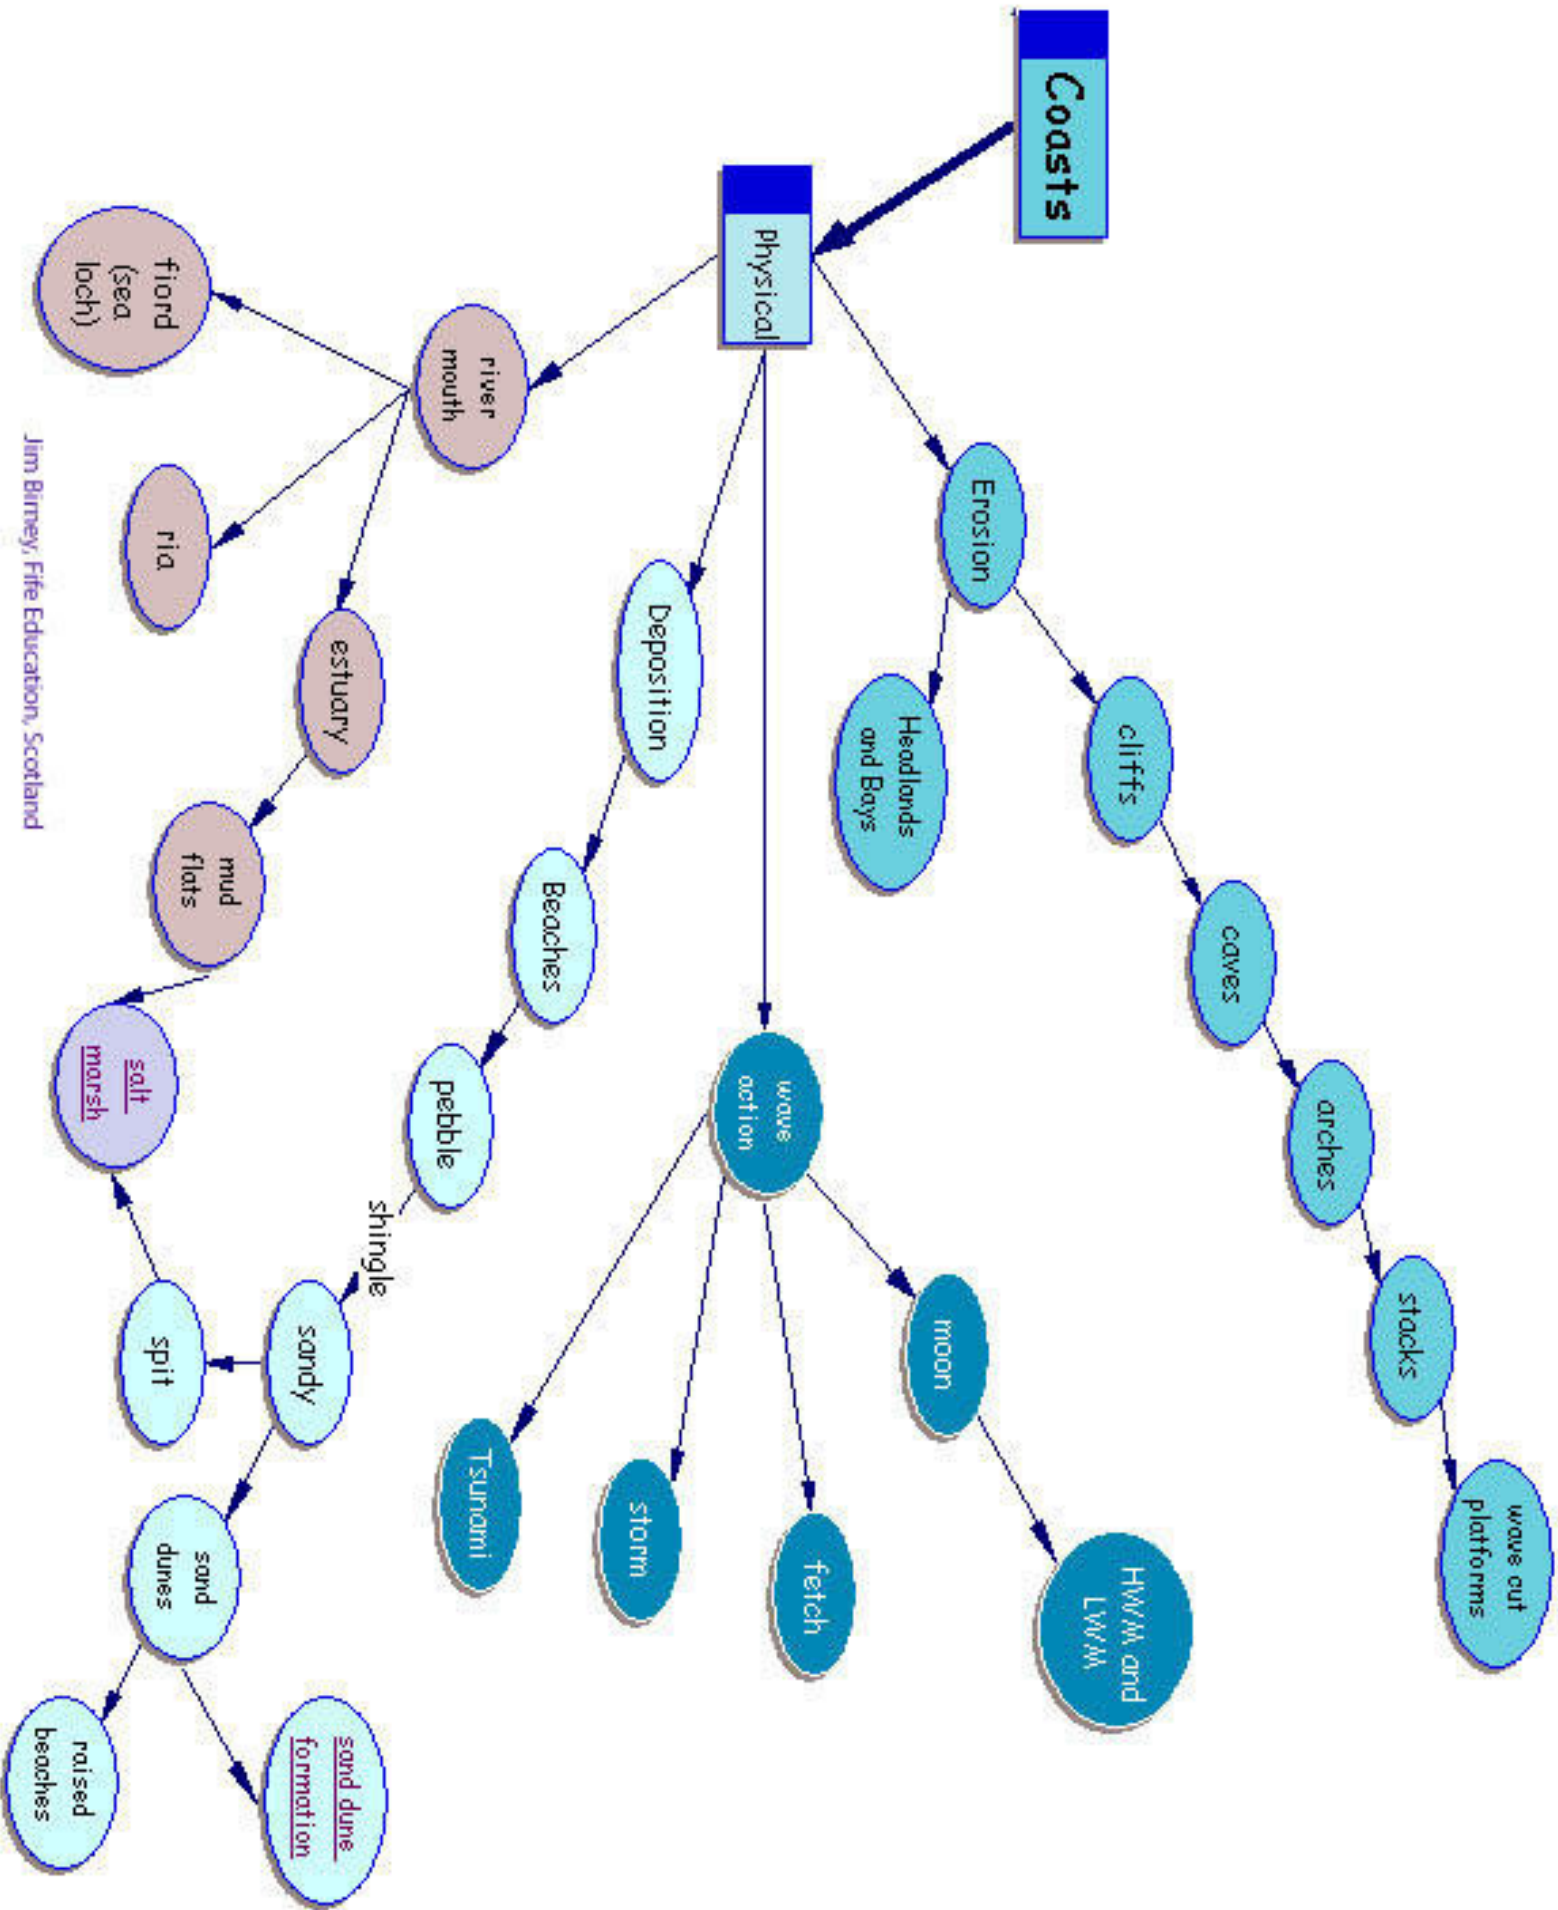 Coasts
Physical
Erosion
cliffs
caves
arches
stacks
wave cut
platforms
Headlands
and Bays
wave
action
moon
HWM and
LWM
fetch
storm
Tsunami
Deposition
Beaches
pebble
shingle
sandy
spit
sand
dunes
sand dune
formation
raised
beaches
river
mouth
fiord
(sea
loch)
ria
estuary
mud
flats
salt
marsh
Jim Birney, Fife Education, Scotland